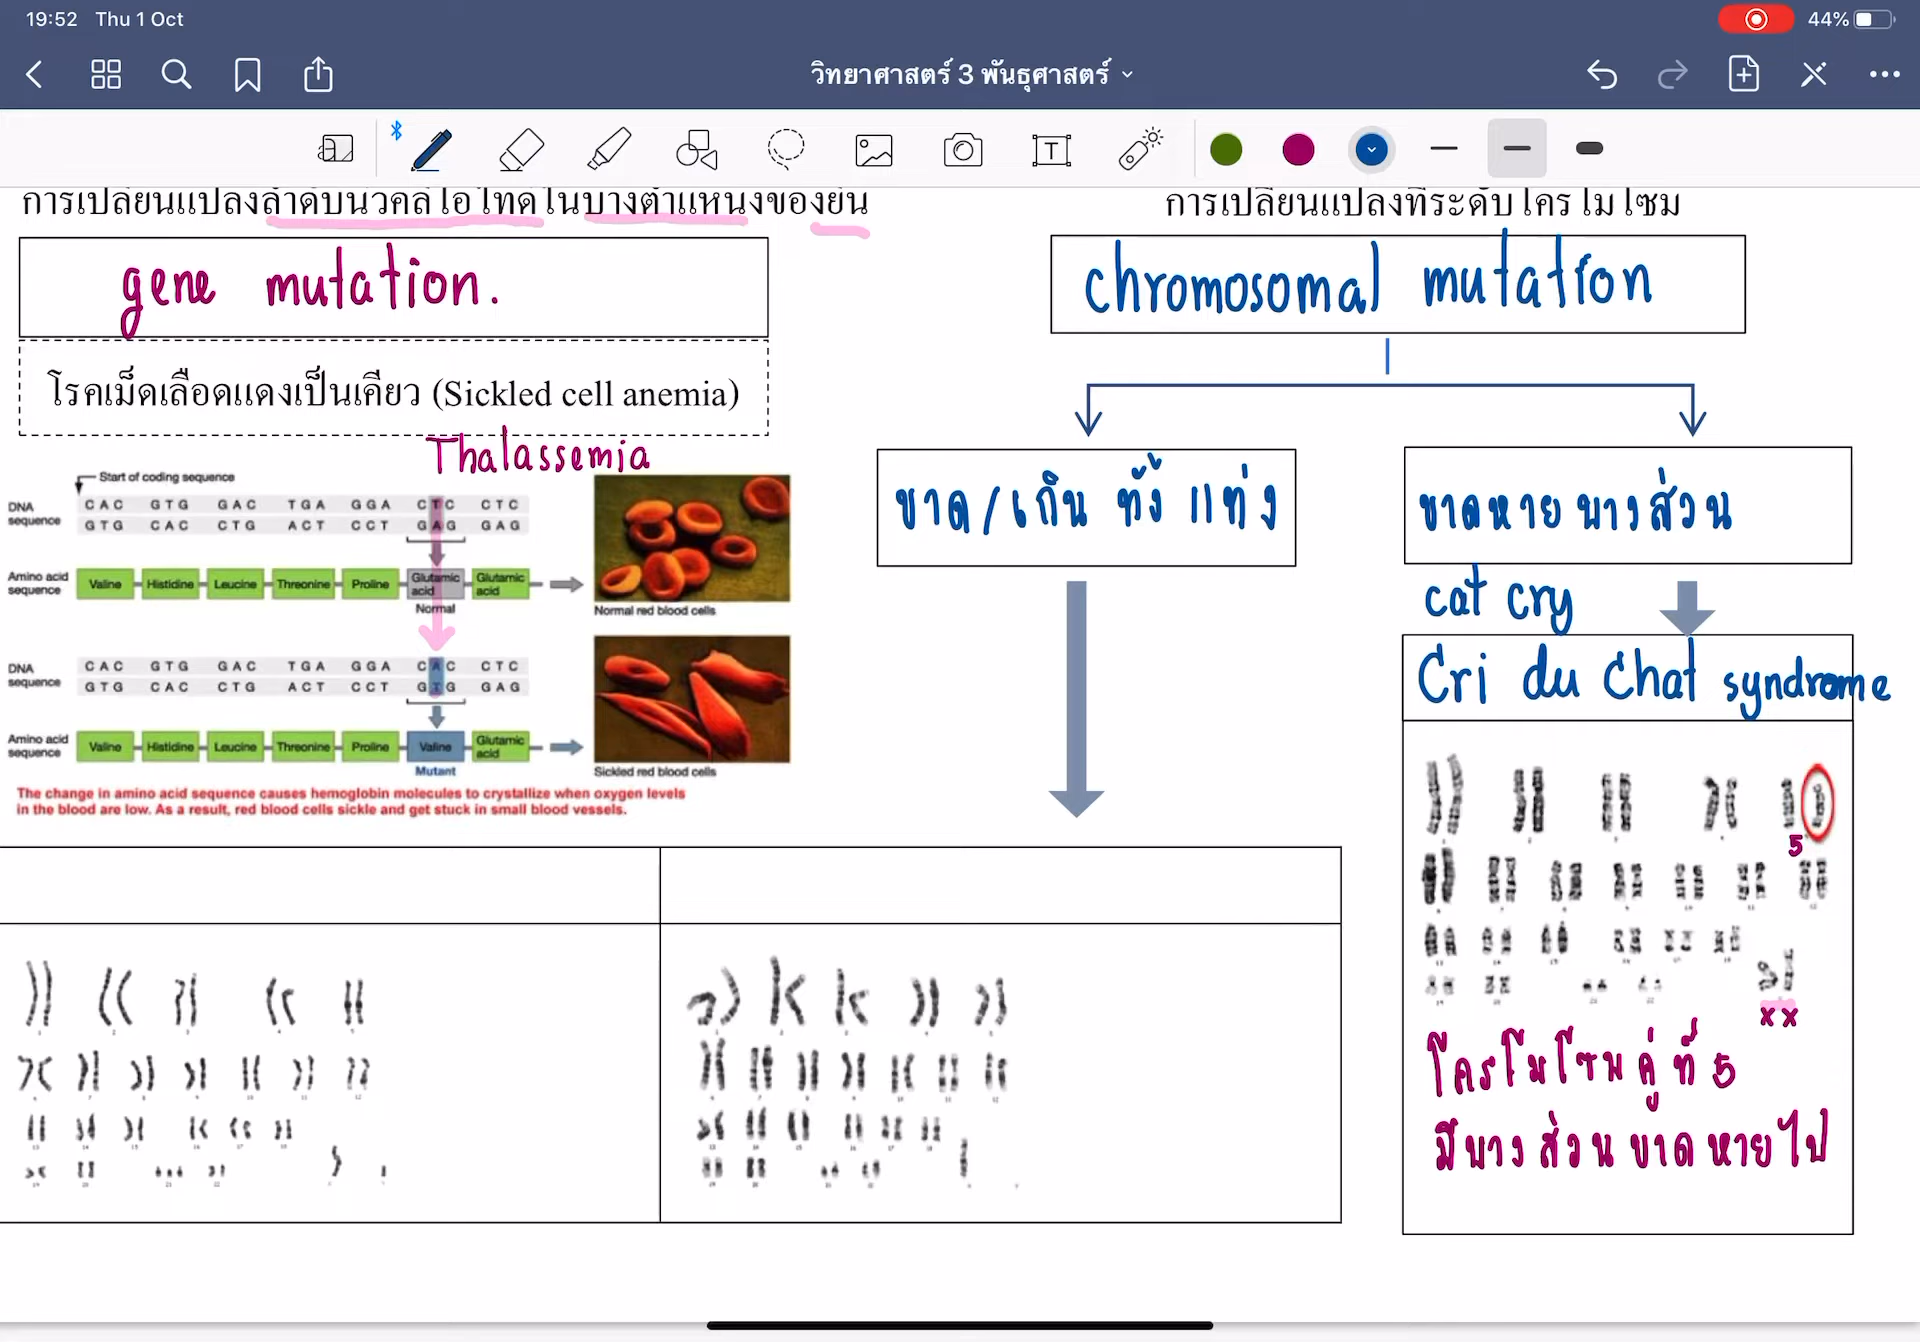 19:52 Thu 1 Oct
44%
วิทยาศาสตร์ 3 พันธุศาสตร์
การเปลี่ยนแปลงลำดับนิวคลีโอไทด์ในบางตำแหน่งของยีน
gene mutation.
โรคเม็ดเลือดแดงเป็นเคียว (Sickled cell anemia)
Thalassemia
Start of coding sequence
DNA sequence
CAC GTG GAC TGA GGA CTC CTC
GTG CAC CTG ACT CCT GAG GAG
Amino acid sequence
Valine Histidine Leucine Threonine Proline Glutamic acid Glutamic acid
Normal
Normal red blood cells
DNA sequence
CAC GTG GAC TGA GGA CAC CTC
GTG CAC CTG ACT CCT GTG GAG
Amino acid sequence
Valine Histidine Leucine Threonine Proline Valine Glutamic acid
Mutant
Sickled red blood cells
The change in amino acid sequence causes hemoglobin molecules to crystallize when oxygen levels
in the blood are low. As a result, red blood cells sickle and get stuck in small blood vessels.
การเปลี่ยนแปลงที่ระดับโครโมโซม
chromosomal mutation
ขาด/เกิน ทั้งแท่ง
ขาดหายบางส่วน
cat cry
Cri du Chat syndrome
5
xx
โครโมโซมคู่ที่ 5
มีบางส่วนขาดหายไป